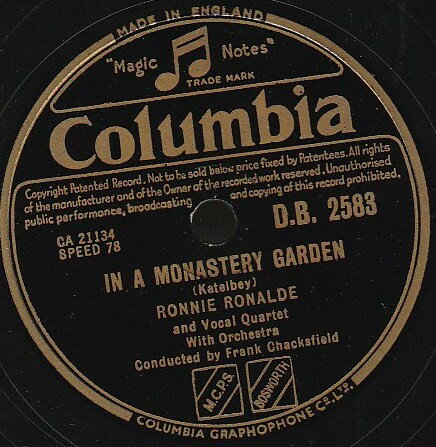 MADE IN ENGLAND
"Magic Notes"
TRADE MARK
Columbia
Copyright Patented Record. Not to be sold below price fixed by Patentees. All rights
of the manufacturer and of the Owner of the recorded work reserved. Unauthorised
public performance, broadcasting and copying of this record prohibited.
D.B. 2583
CA 21134
SPEED 78
IN A MONASTERY GARDEN
(Katelbey)
RONNIE RONALDE
and Vocal Quartet
With Orchestra
Conducted by Frank Chacksfield
M.C.P.S.
BOSWORTH
COLUMBIA GRAPHOPHONE CO. LTD.